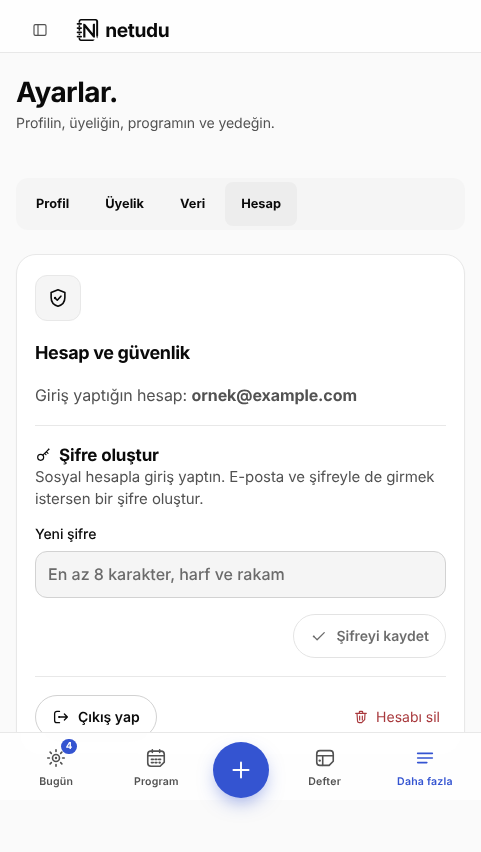 netudu
Ayarlar.
Profilin, üyeliğin, programın ve yedeğin.
Profil
Üyelik
Veri
Hesap
Hesap ve güvenlik
Giriş yaptığın hesap: ornek@example.com
Şifre oluştur
Sosyal hesapla giriş yaptın. E-posta ve şifreyle de girmek
istersen bir şifre oluştur.
Yeni şifre
En az 8 karakter, harf ve rakam
Şifreyi kaydet
Çıkış yap
Hesabı sil
4
Bugün
Program
Defter
Daha fazla